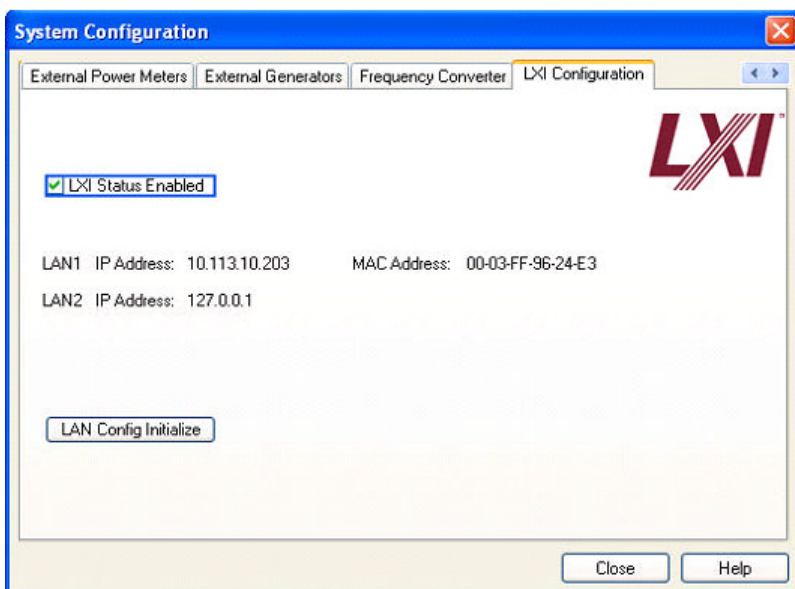 System Configuration
External Power Meters External Generators Frequency Converter LXI Configuration
LXI
LXI Status Enabled
LAN1 IP Address: 10.113.10.203 MAC Address: 00-03-FF-96-24-E3
LAN2 IP Address: 127.0.0.1
LAN Config Initialize
Close Help